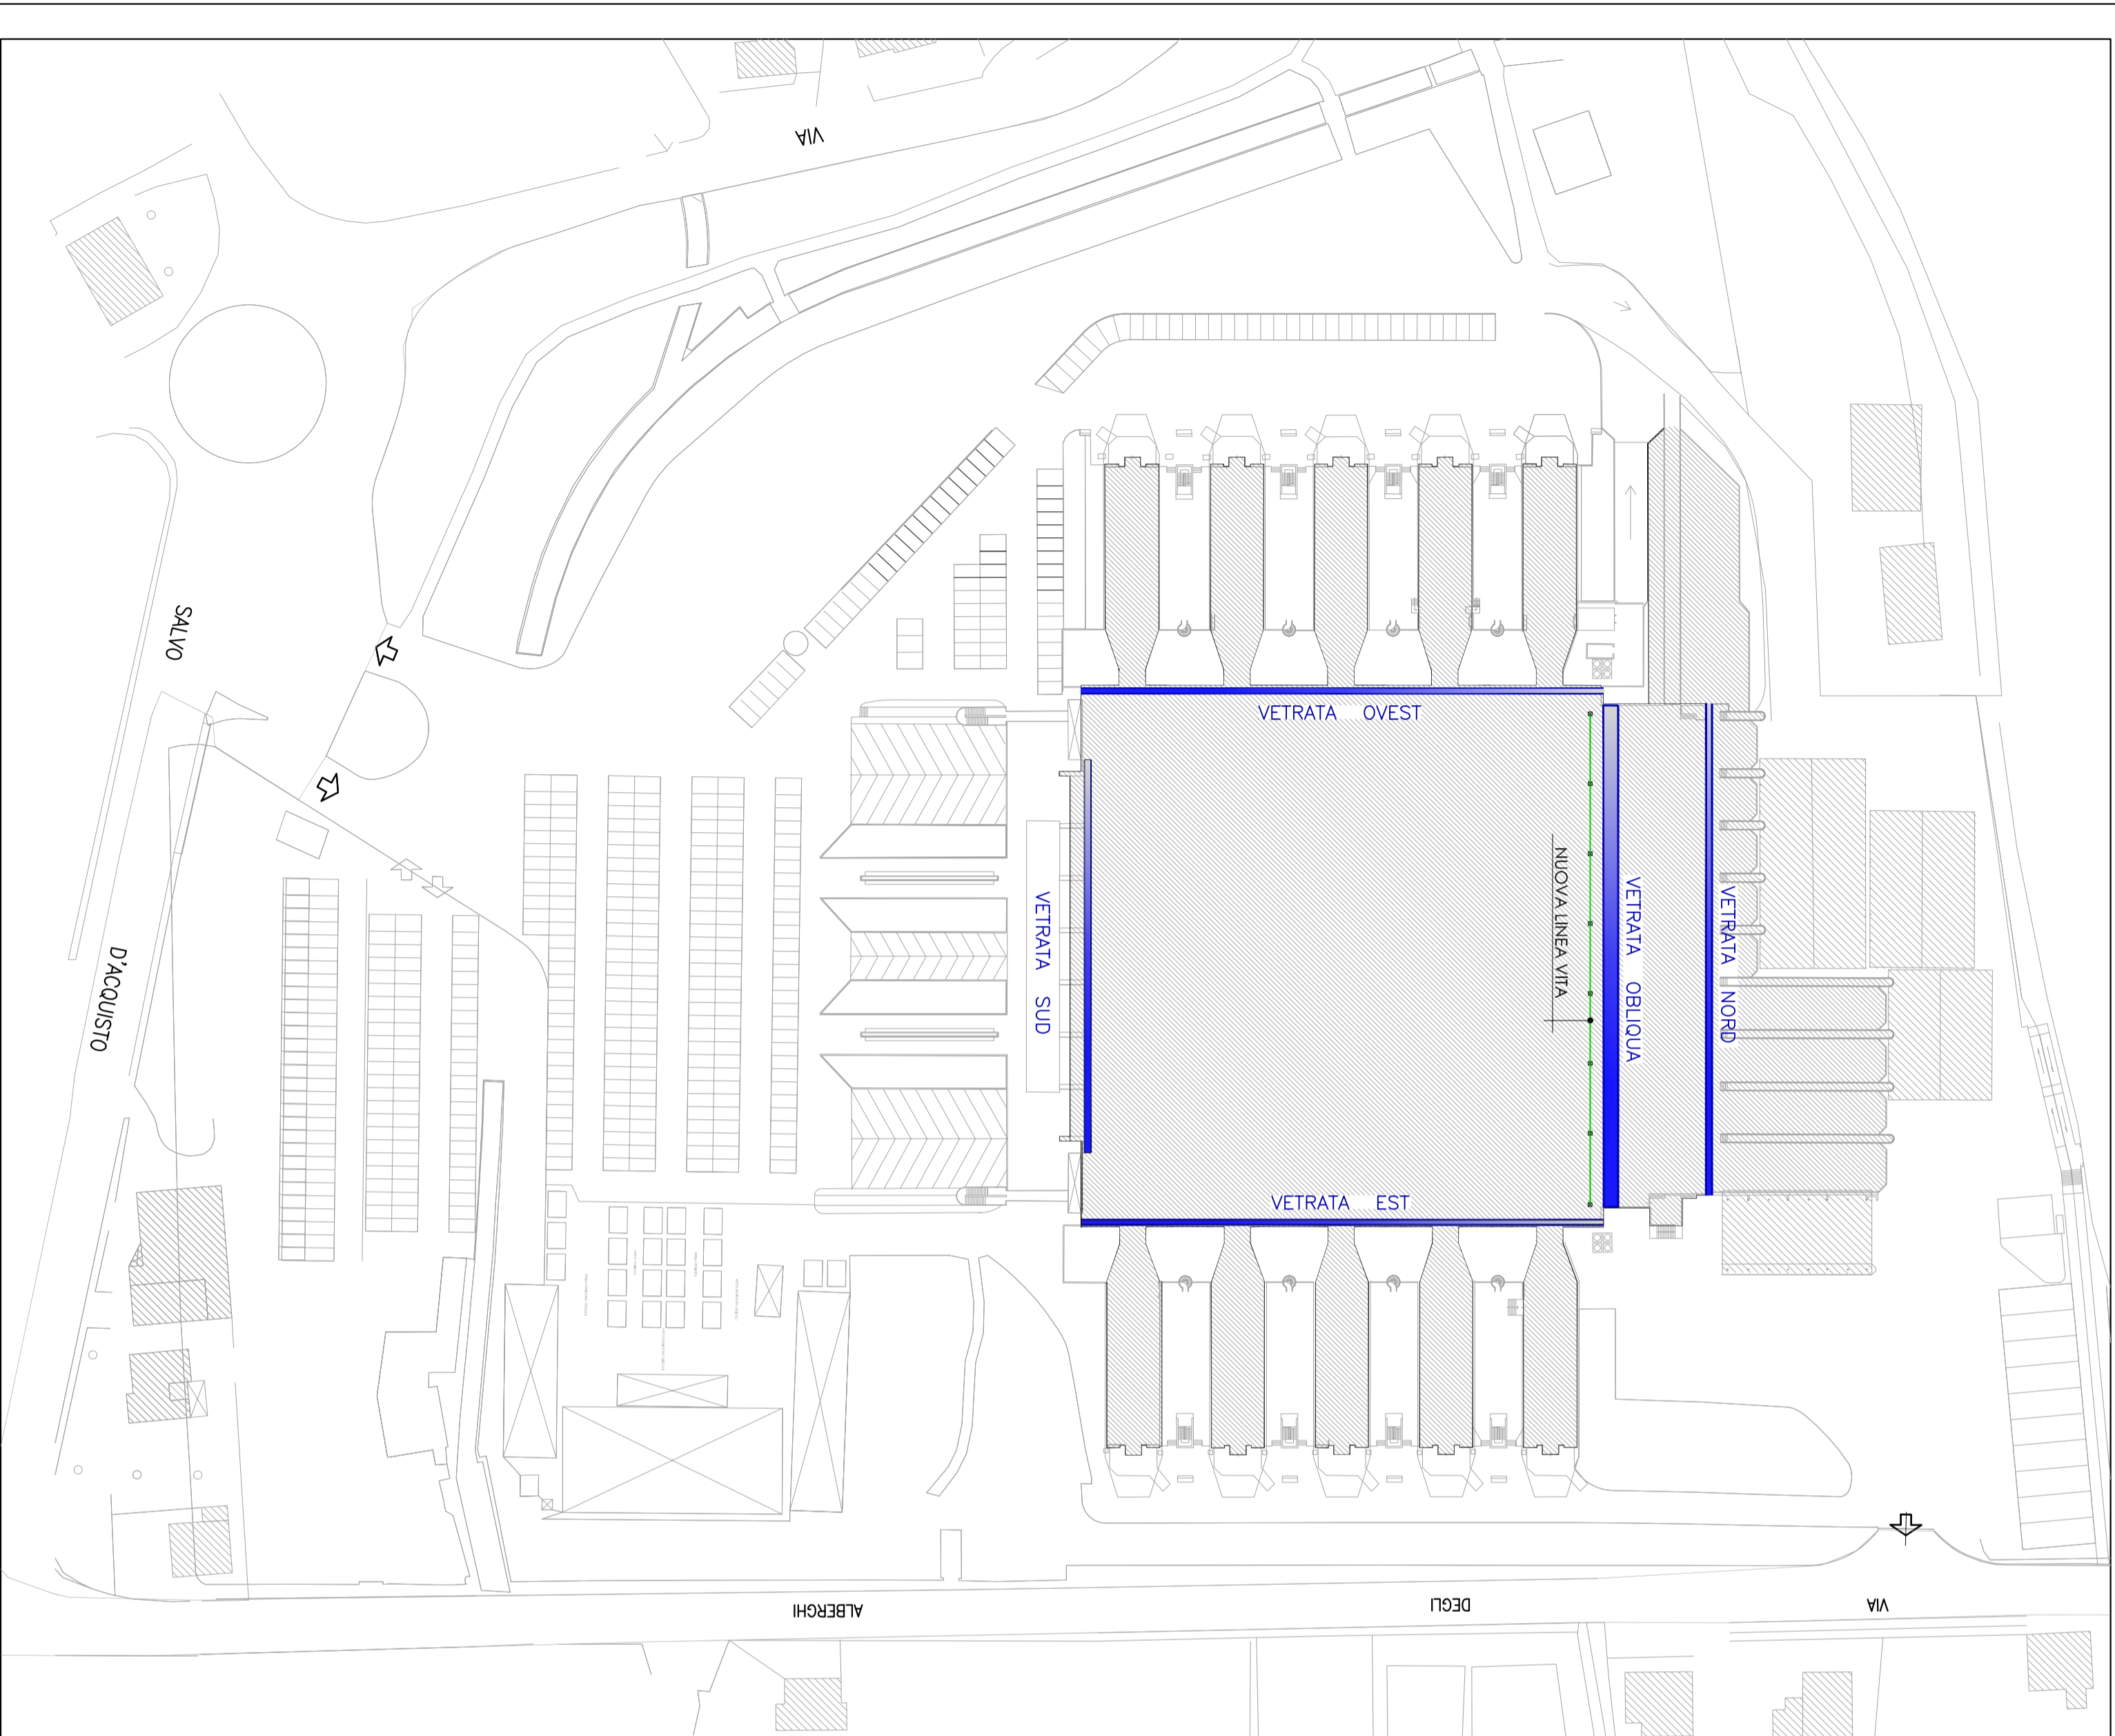 VIA
SALVO
D'ACQUISTO
VETRATA OVEST
VETRATA SUD
NUOVA LINEA VITA
VETRATA OBLIQUA
VETRATA NORD
VETRATA EST
VIA
DEGLI
ALBERGHI